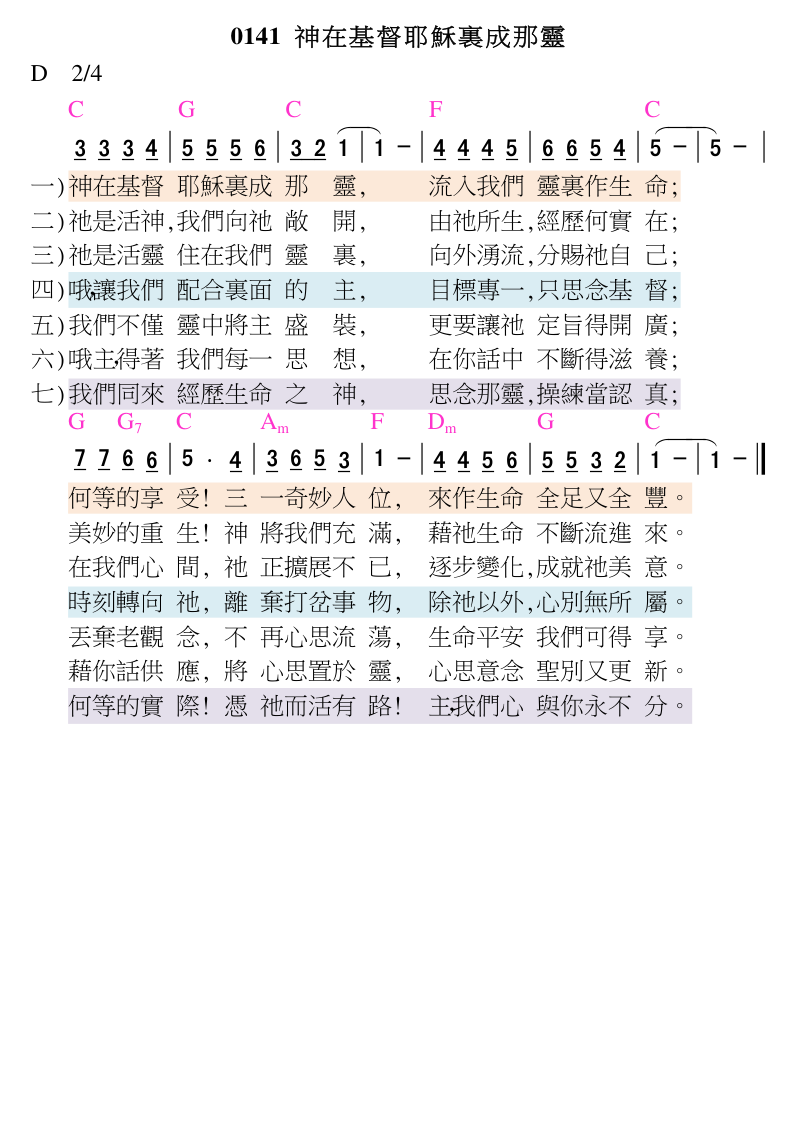 0141 神在基督耶穌裏成那靈
D 2/4
C G C F C
3 3 3 4 | 5 5 5 6 | 3 2 1 | 1 - | 4 4 4 5 | 6 6 5 4 | 5 - | 5 - |
一)神在基督 耶穌裏成 那 靈, 流入我們 靈裏作生 命;
二)祂是活神,我們向祂 敞 開, 由祂所生,經歷何實 在;
三)祂是活靈 住在我們 靈 裏, 向外湧流,分賜祂自 己;
四)哦,讓我們 配合裏面 的 主, 目標專一,只思念基 督;
五)我們不僅 靈中將主 盛 裝, 更要讓祂 定旨得開 廣;
六)哦主,得著 我們每一 思 想, 在你話中 不斷得滋 養;
七)我們同來 經歷生命 之 神, 思念那靈,操練當認 真;
G G7 C Am F Dm G C
7 7 6 6 | 5 · 4 | 3 6 5 3 | 1 - | 4 4 5 6 | 5 5 3 2 | 1 - | 1 - ‖
何等的享 受! 三 一奇妙人 位, 來作生命 全足又全 豐。
美妙的重 生! 神 將我們充 滿, 藉祂生命 不斷流進 來。
在我們心 間, 祂 正擴展不 已, 逐步變化,成就祂美 意。
時刻轉向 祂, 離 棄打岔事 物, 除祂以外,心別無所 屬。
丟棄老觀 念, 不 再心思流 蕩, 生命平安 我們可得 享。
藉你話供 應, 將 心思置於 靈, 心思意念 聖別又更 新。
何等的實 際! 憑 祂而活有 路! 主,我們心 與你永不 分。